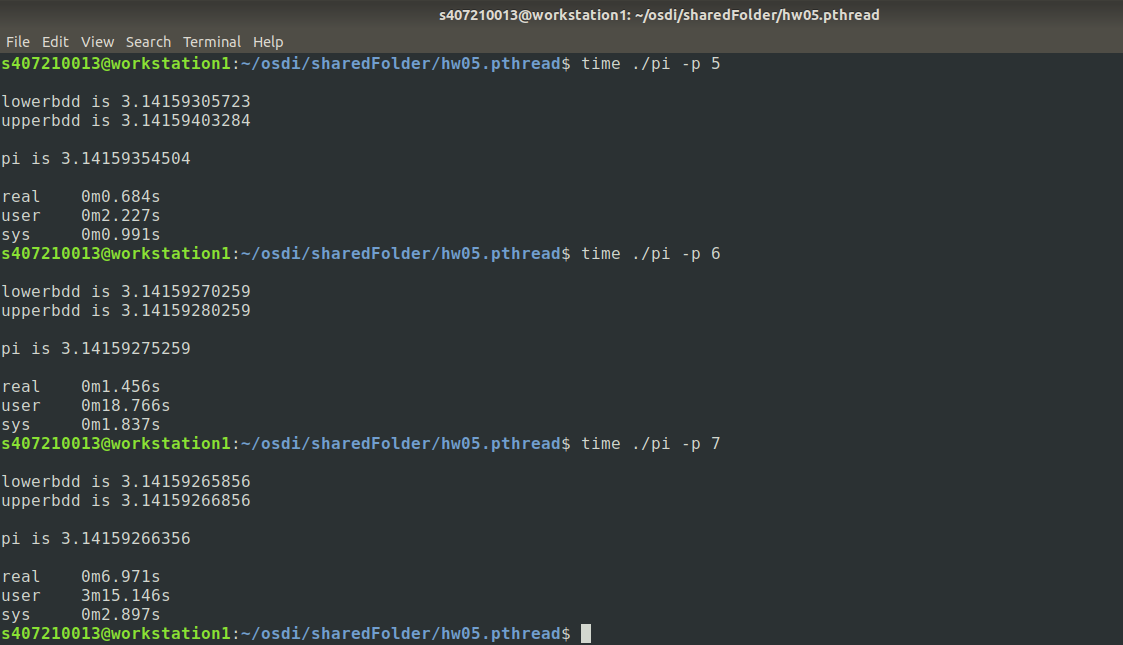 s407210013@workstation1: ~/osdi/sharedFolder/hw05.pthread
File Edit View Search Terminal Help
s407210013@workstation1:~/osdi/sharedFolder/hw05.pthread$ time ./pi -p 5
lowerbdd is 3.14159305723
upperbdd is 3.14159403284
pi is 3.14159354504
real 0m0.684s
user 0m2.227s
sys 0m0.991s
s407210013@workstation1:~/osdi/sharedFolder/hw05.pthread$ time ./pi -p 6
lowerbdd is 3.14159270259
upperbdd is 3.14159280259
pi is 3.14159275259
real 0m1.456s
user 0m18.766s
sys 0m1.837s
s407210013@workstation1:~/osdi/sharedFolder/hw05.pthread$ time ./pi -p 7
lowerbdd is 3.14159265856
upperbdd is 3.14159266856
pi is 3.14159266356
real 0m6.971s
user 3m15.146s
sys 0m2.897s
s407210013@workstation1:~/osdi/sharedFolder/hw05.pthread$